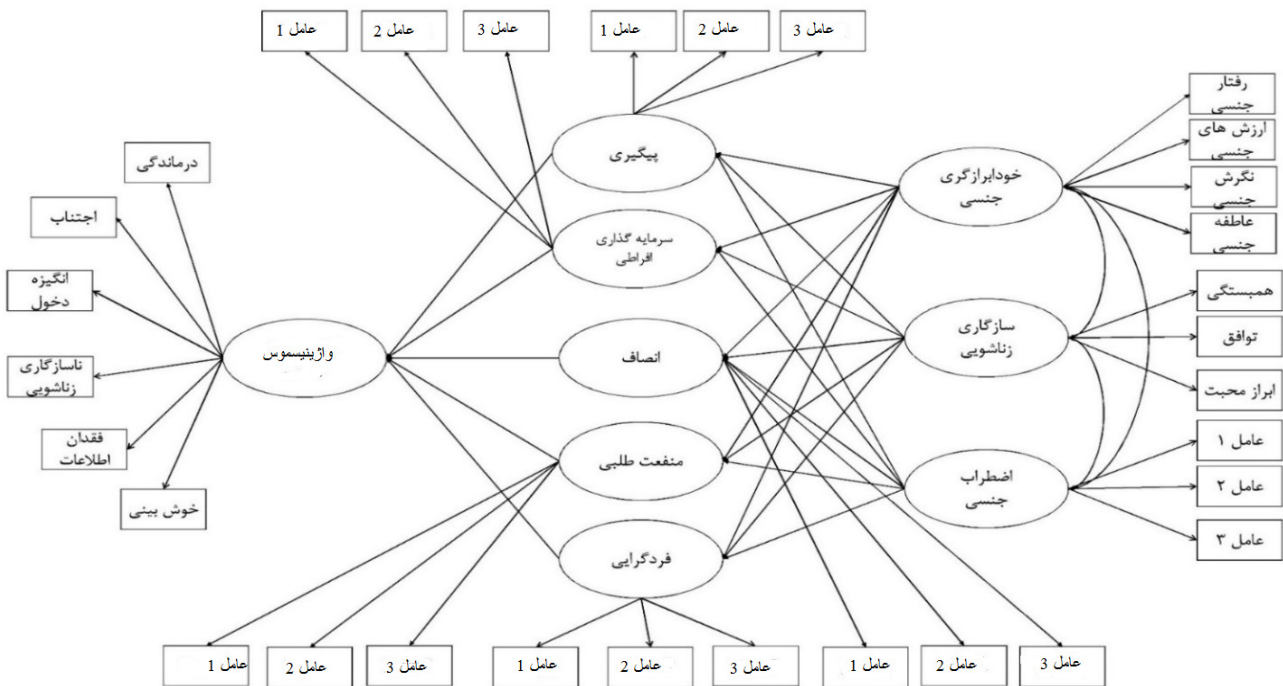 عامل 1
عامل 2
عامل 3
عامل 1
عامل 2
عامل 3
رفتار
جنسی
ارزش های
جنسی
نگرش
جنسی
عاطفه
جنسی
همبستگی
توافق
ابراز محبت
عامل ۱
عامل ۲
عامل ۳
خودابرازگری
جنسی
سازگاری
زناشویی
اضطراب
جنسی
پیگیری
سرمایه گذاری
افراطی
انصاف
منفعت طلبی
فردگرایی
واژینیسموس
درماندگی
اجتناب
انگیزه
دخول
ناسازگاری
زناشویی
فقدان
اطلاعات
خوش بینی
عامل 1
عامل 2
عامل 3
عامل 1
عامل 2
عامل 3
عامل 1
عامل 2
عامل 3